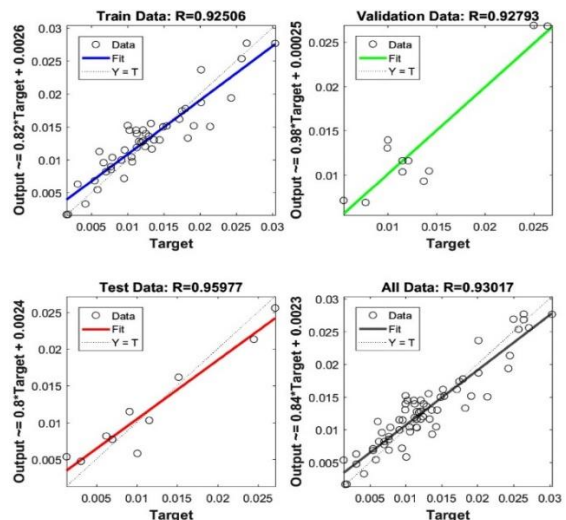 Train Data: R=0.92506
Output ~= 0.82*Target + 0.0026
0.03
0.025
0.02
0.015
0.01
0.005
Data
Fit
Y = T
0.005
0.01
0.015
0.02
0.025
0.03
Target
Validation Data: R=0.92793
Output ~= 0.98*Target + 0.00025
0.025
0.02
0.015
0.01
Data
Fit
Y = T
0.01
0.015
0.02
0.025
Target
Test Data: R=0.95977
Output ~= 0.8*Target + 0.0024
0.025
0.02
0.015
0.01
0.005
Data
Fit
Y = T
0.005
0.01
0.015
0.02
0.025
Target
All Data: R=0.93017
Output ~= 0.84*Target + 0.0023
0.03
0.025
0.02
0.015
0.01
0.005
Data
Fit
Y = T
0.005
0.01
0.015
0.02
0.025
0.03
Target